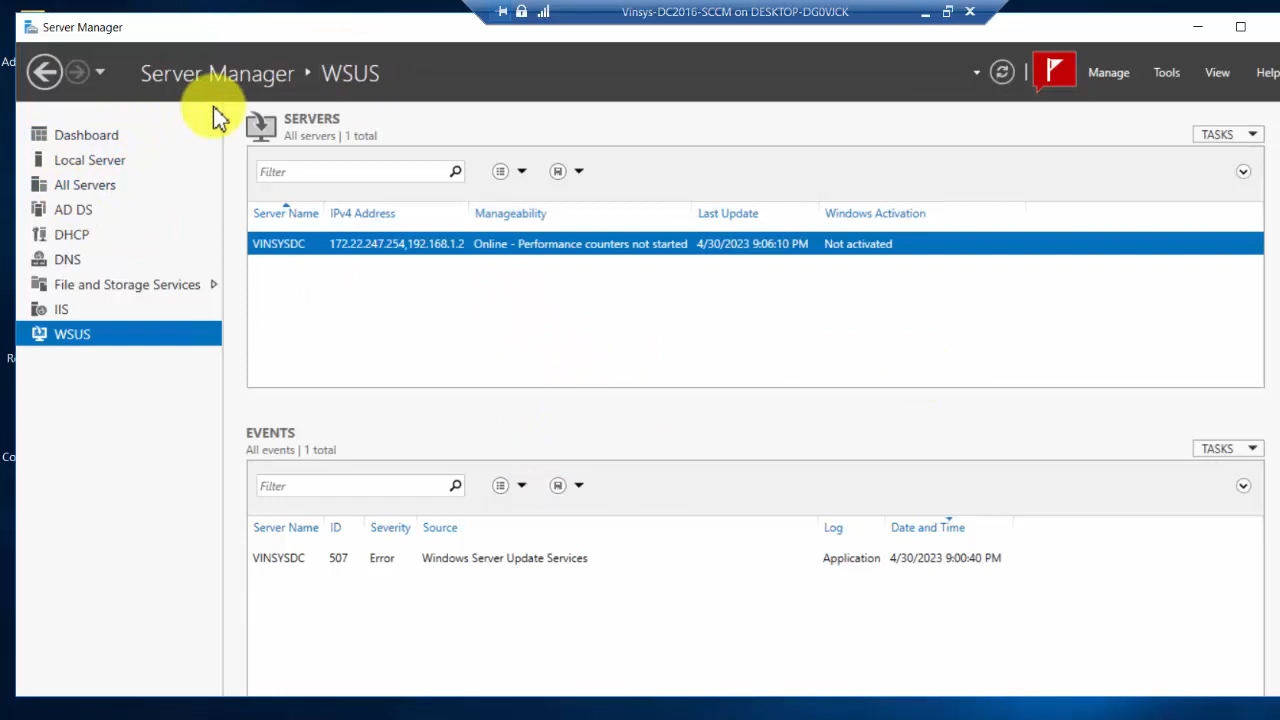 Server Manager
Vinsys-DC2016-SCCM on DESKTOP-DG0VJCK
Ad
Server Manager ▸ WSUS
Manage Tools View Help
Dashboard
Local Server
All Servers
AD DS
DHCP
DNS
File and Storage Services
IIS
WSUS
Re
Co
SERVERS
All servers | 1 total
TASKS
Filter
Server Name IPv4 Address Manageability Last Update Windows Activation
VINSYSDC 172.22.247.254,192.168.1.2 Online - Performance counters not started 4/30/2023 9:06:10 PM Not activated
EVENTS
All events | 1 total
TASKS
Filter
Server Name ID Severity Source Log Date and Time
VINSYSDC 507 Error Windows Server Update Services Application 4/30/2023 9:00:40 PM